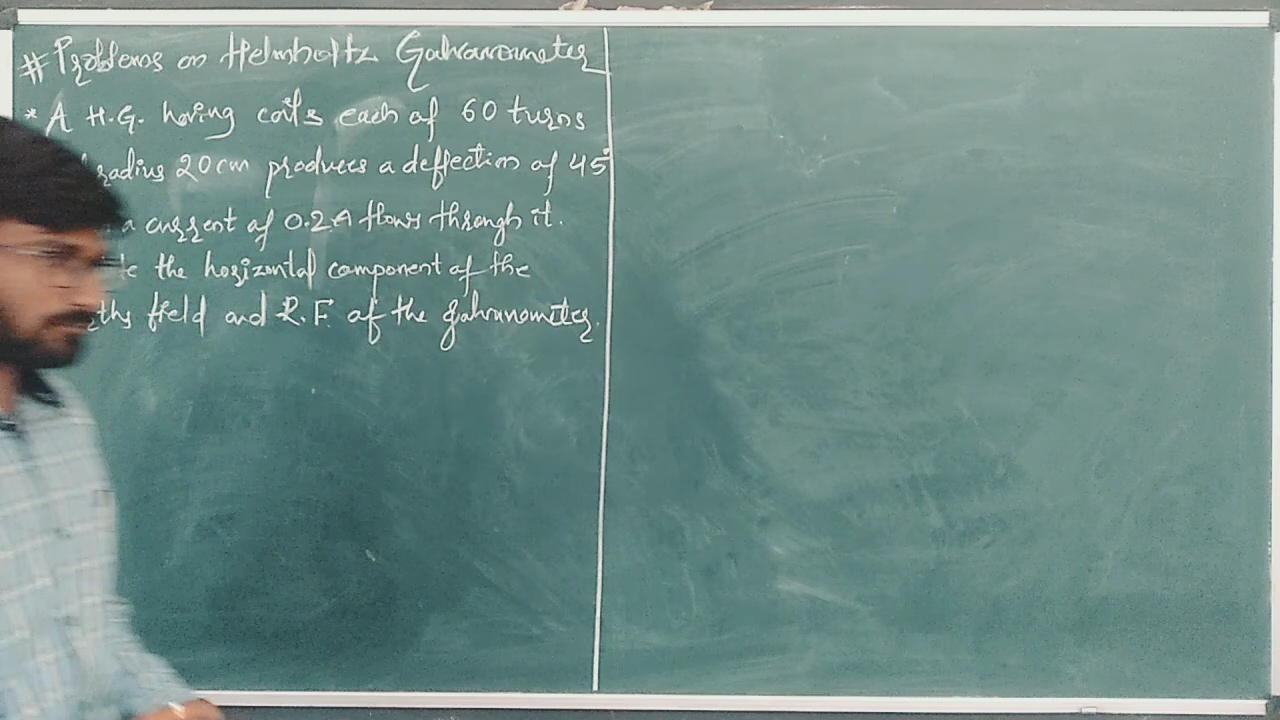 # Problems on Helmholtz Galvanometer
* A H.G. having coils each of 60 turns
radius 20cm produces a deflection of 45°
a current of 0.2A flows through it.
the horizontal component of the
ths field and R.F. of the galvanometer.